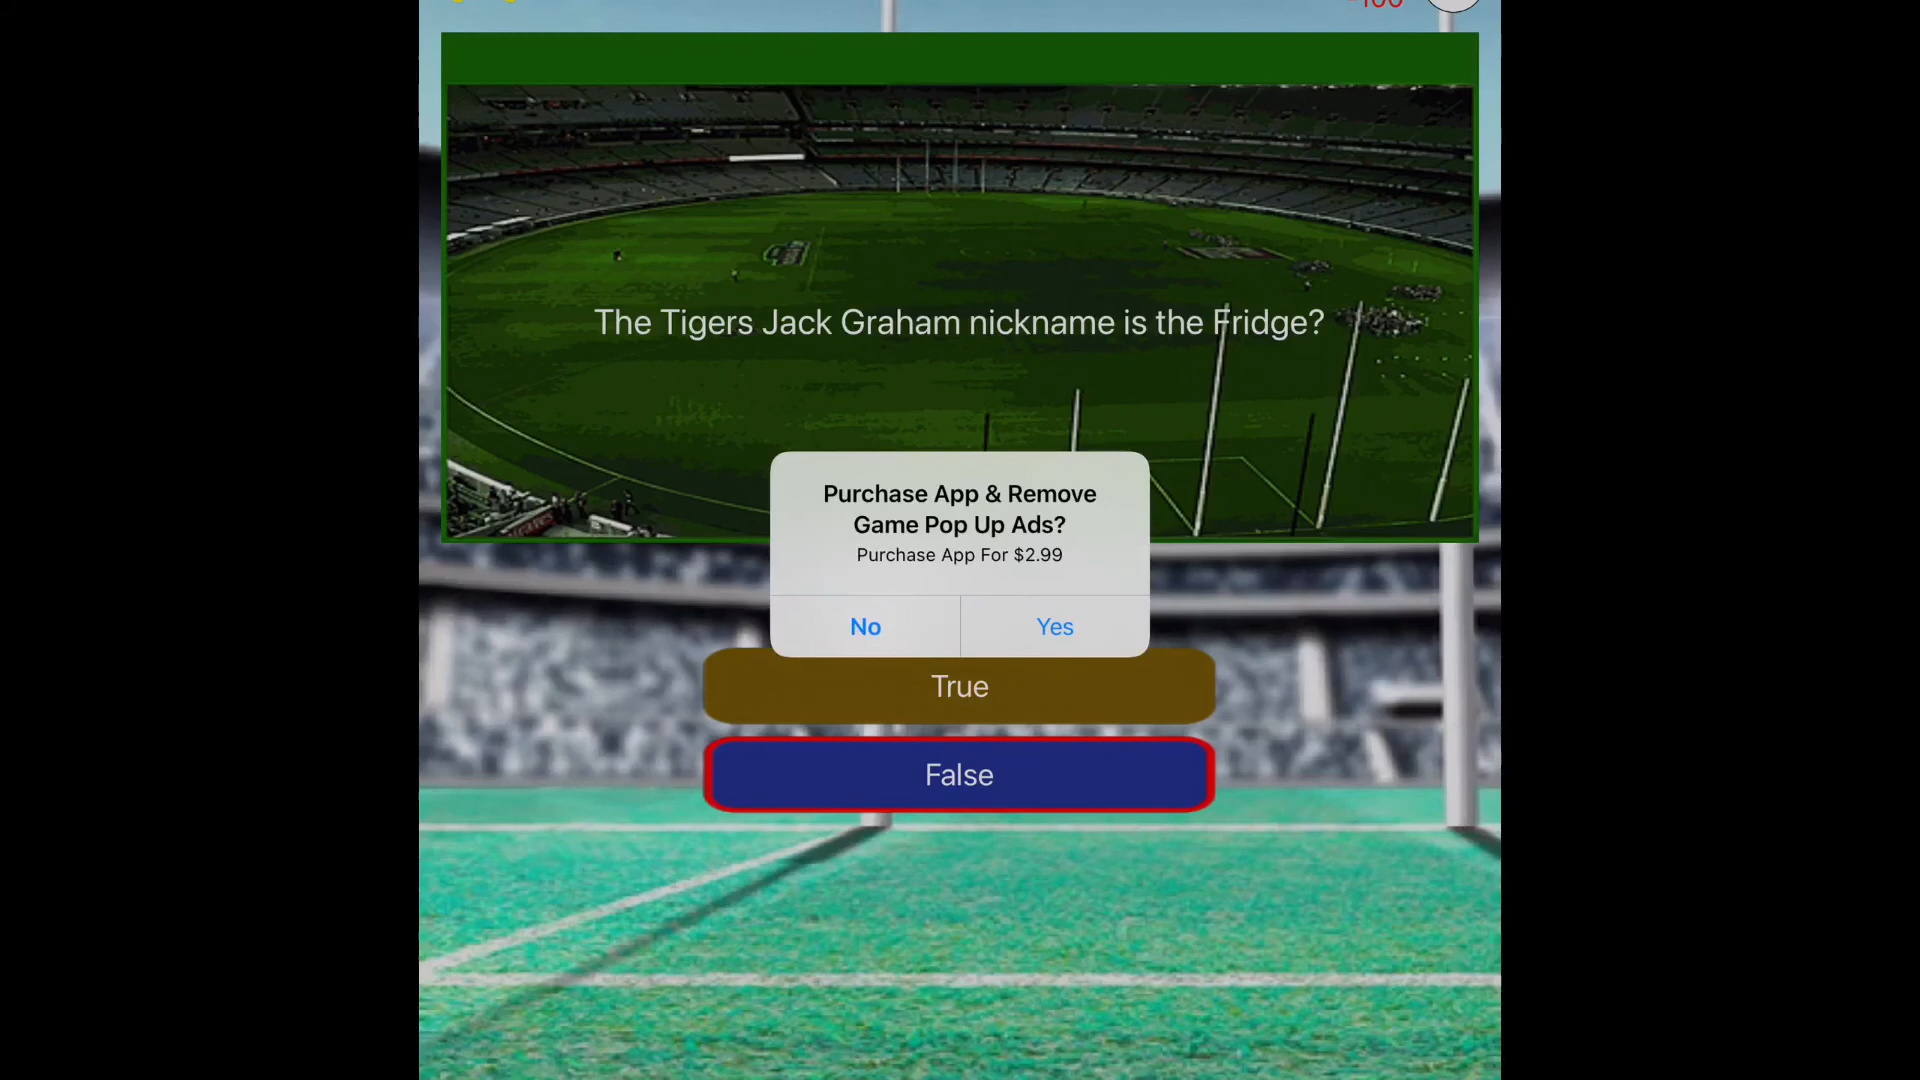 -100
The Tigers Jack Graham nickname is the Fridge?
Purchase App & Remove
Game Pop Up Ads?
Purchase App For $2.99
No
Yes
True
False